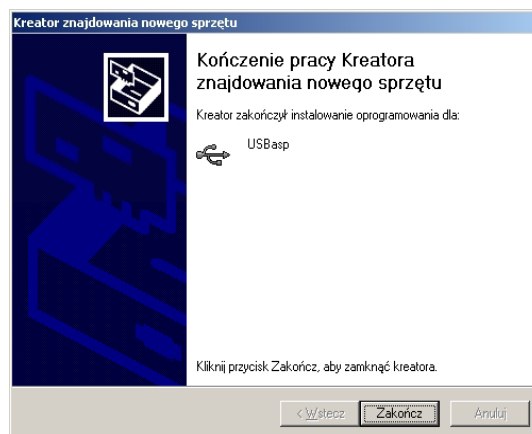 Kreator znajdowania nowego sprzętu
Kończenie pracy Kreatora
znajdowania nowego sprzętu
Kreator zakończył instalowanie oprogramowania dla:
USBasp
Kliknij przycisk Zakończ, aby zamknąć kreatora.
< Wstecz
Zakończ
Anuluj